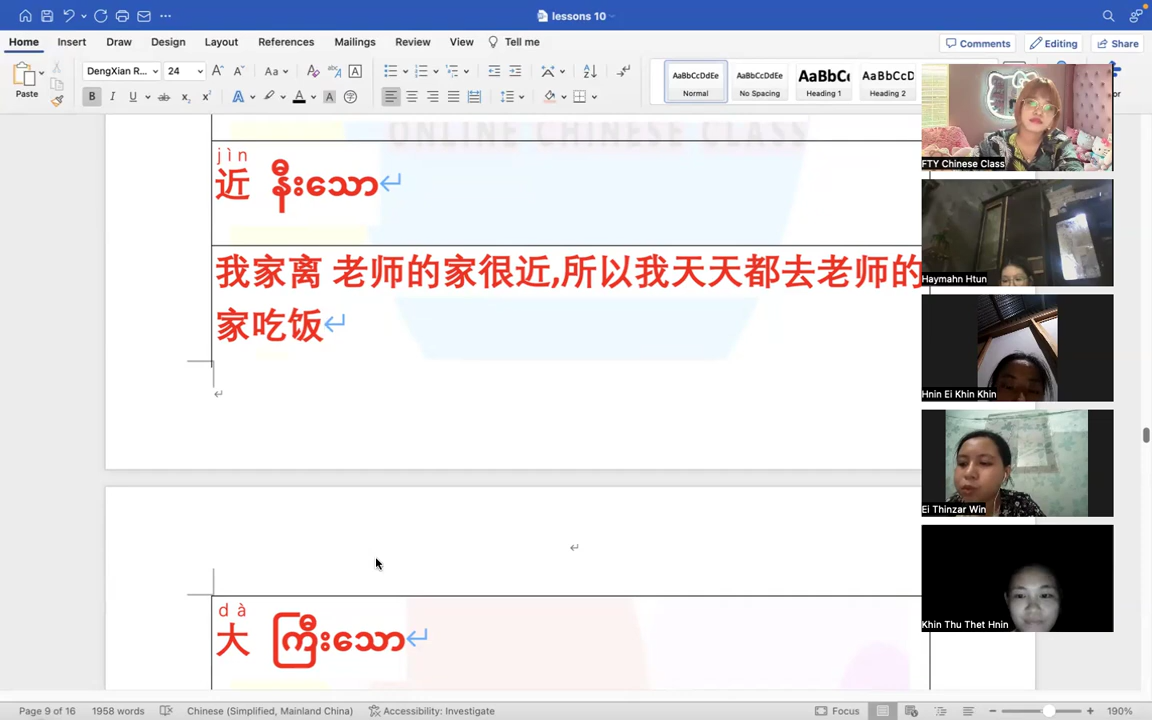 lessons 10
Home Insert Draw Design Layout References Mailings Review View Tell me Comments Editing Share
Paste
DengXian R... 24
AaBbCcDdEe Normal
AaBbCcDdEe No Spacing
AaBbC( Heading 1
AaBbCcD Heading 2
ONLINE CHINESE CLASS
jìn
近 နီးသော
我家离 老师的家很近,所以我天天都去老师的
家吃饭
dà
大 ကြီးသော
FTY Chinese Class
Haymahn Htun
Hnin Ei Khin Khin
Ei Thinzar Win
Khin Thu Thet Hnin
Page 9 of 16 1958 words Chinese (Simplified, Mainland China) Accessibility: Investigate Focus 190%